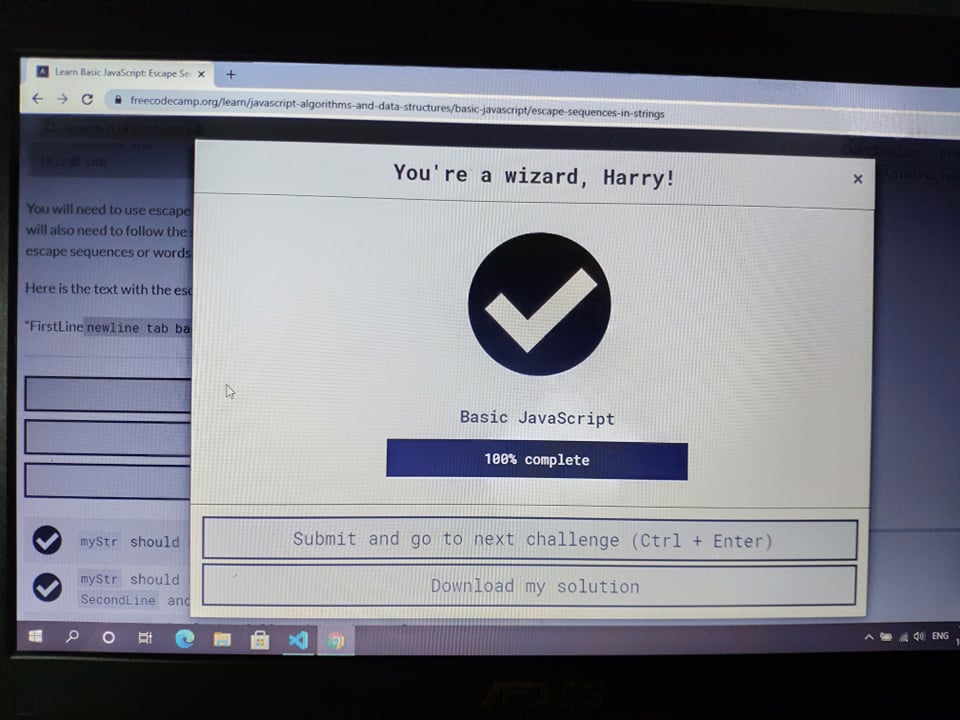 Learn Basic JavaScript: Escape Se
freecodecamp.org/learn/javascript-algorithms-and-data-structures/basic-javascript/escape-sequences-in-strings
Curriculum
ThirdLine
You're a wizard, Harry!
You will need to use escape
will also need to follow the
escape sequences or words
Here is the text with the esc
"FirstLine newline tab ba
Basic JavaScript
100% complete
Submit and go to next challenge (Ctrl + Enter)
Download my solution
myStr should
myStr should
SecondLine and
ENG
ASUS